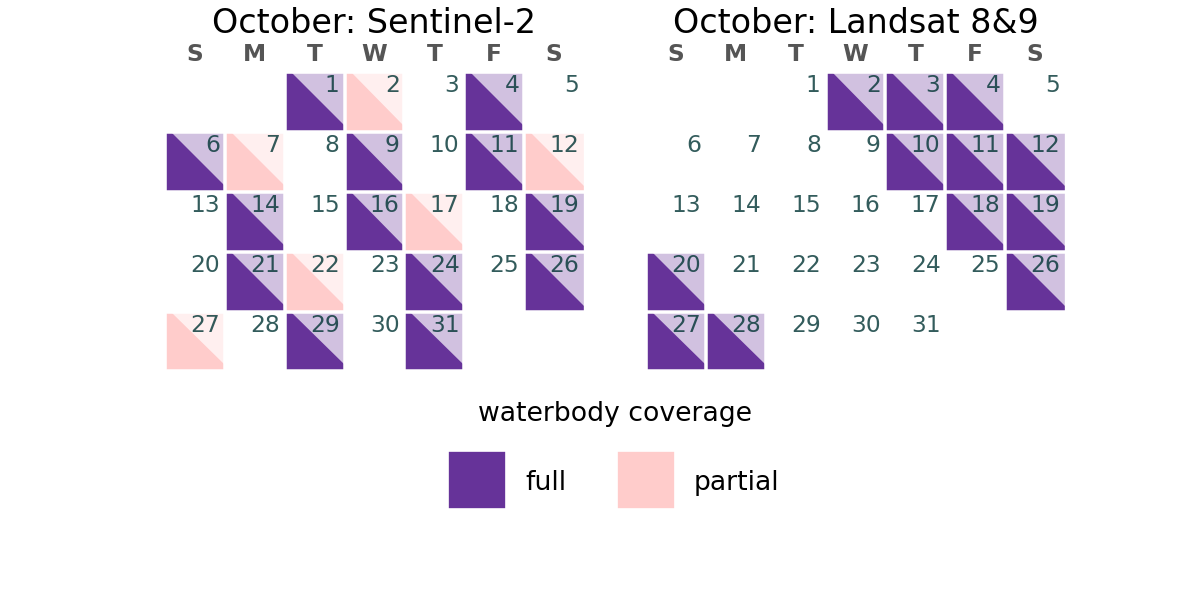 October: Sentinel-2
S M T W T F S
1 2 3 4 5
6 7 8 9 10 11 12
13 14 15 16 17 18 19
20 21 22 23 24 25 26
27 28 29 30 31
October: Landsat 8&9
S M T W T F S
1 2 3 4 5
6 7 8 9 10 11 12
13 14 15 16 17 18 19
20 21 22 23 24 25 26
27 28 29 30 31
waterbody coverage
full partial